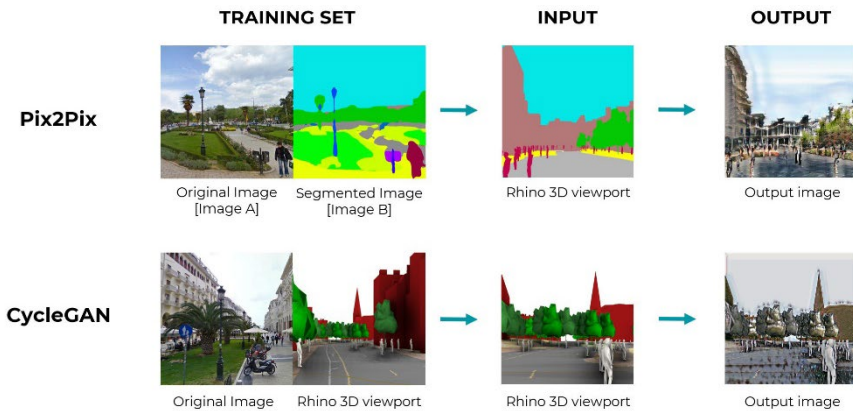 TRAINING SET
INPUT
OUTPUT
Pix2Pix
Original Image
[Image A]
Segmented Image
[Image B]
Rhino 3D viewport
Output image
CycleGAN
Original Image
Rhino 3D viewport
Rhino 3D viewport
Output image